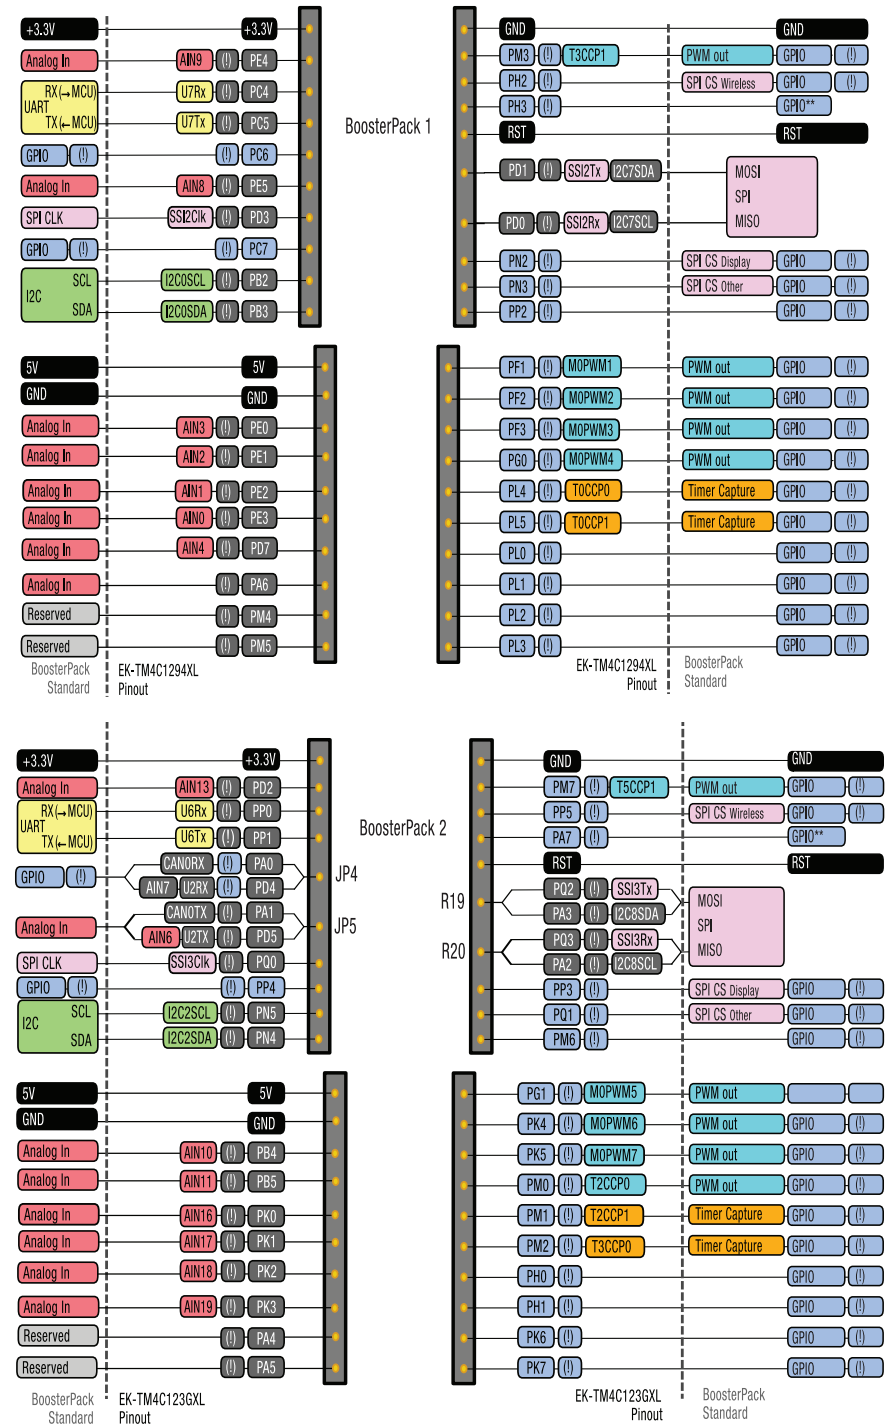 +3.3V +3.3V
Analog In AIN9 (!) PE4
RX(→MCU) U7Rx (!) PC4
UART
TX(←MCU) U7Tx (!) PC5
GPIO (!) (!) PC6
Analog In AIN8 (!) PE5
SPI CLK SSI2Clk (!) PD3
GPIO (!) (!) PC7
SCL I2C0SCL (!) PB2
I2C
SDA I2C0SDA (!) PB3
BoosterPack 1
GND GND
PM3 (!) T3CCP1 PWM out GPIO (!)
PH2 (!) SPI CS Wireless GPIO (!)
PH3 (!) GPIO**
RST RST
PD1 (!) SSI2Tx I2C7SDA MOSI
SPI
PD0 (!) SSI2Rx I2C7SCL MISO
PN2 (!) SPI CS Display GPIO (!)
PN3 (!) SPI CS Other GPIO (!)
PP2 (!) GPIO (!)
5V 5V
GND GND
Analog In AIN3 (!) PE0
Analog In AIN2 (!) PE1
Analog In AIN1 (!) PE2
Analog In AIN0 (!) PE3
Analog In AIN4 (!) PD7
Analog In (!) PA6
Reserved (!) PM4
Reserved (!) PM5
BoosterPack
Standard
EK-TM4C1294XL
Pinout
PF1 (!) M0PWM1 PWM out GPIO (!)
PF2 (!) M0PWM2 PWM out GPIO (!)
PF3 (!) M0PWM3 PWM out GPIO (!)
PG0 (!) M0PWM4 PWM out GPIO (!)
PL4 (!) T0CCP0 Timer Capture GPIO (!)
PL5 (!) T0CCP1 Timer Capture GPIO (!)
PL0 (!) GPIO (!)
PL1 (!) GPIO (!)
PL2 (!) GPIO (!)
PL3 (!) GPIO (!)
EK-TM4C1294XL
Pinout
BoosterPack
Standard
+3.3V +3.3V
Analog In AIN13 (!) PD2
RX(→MCU) U6Rx (!) PP0
UART
TX(←MCU) U6Tx (!) PP1
CAN0RX (!) PA0
GPIO (!) JP4
AIN7 U2RX (!) PD4
CAN0TX (!) PA1
Analog In JP5
AIN6 U2TX (!) PD5
SPI CLK SSI3Clk (!) PQ0
GPIO (!) (!) PP4
SCL I2C2SCL (!) PN5
I2C
SDA I2C2SDA (!) PN4
BoosterPack 2
GND GND
PM7 (!) T5CCP1 PWM out GPIO (!)
PP5 (!) SPI CS Wireless GPIO (!)
PA7 (!) GPIO**
RST RST
PQ2 (!) SSI3Tx
R19 MOSI
PA3 (!) I2C8SDA
SPI
PQ3 (!) SSI3Rx
R20 MISO
PA2 (!) I2C8SCL
PP3 (!) SPI CS Display GPIO (!)
PQ1 (!) SPI CS Other GPIO (!)
PM6 (!) GPIO (!)
5V 5V
GND GND
Analog In AIN10 (!) PB4
Analog In AIN11 (!) PB5
Analog In AIN16 (!) PK0
Analog In AIN17 (!) PK1
Analog In AIN18 (!) PK2
Analog In AIN19 (!) PK3
Reserved (!) PA4
Reserved (!) PA5
BoosterPack
Standard
EK-TM4C123GXL
Pinout
PG1 (!) M0PWM5 PWM out
PK4 (!) M0PWM6 PWM out GPIO (!)
PK5 (!) M0PWM7 PWM out GPIO (!)
PM0 (!) T2CCP0 PWM out GPIO (!)
PM1 (!) T2CCP1 Timer Capture GPIO (!)
PM2 (!) T3CCP0 Timer Capture GPIO (!)
PH0 (!) GPIO (!)
PH1 (!) GPIO (!)
PK6 (!) GPIO (!)
PK7 (!) GPIO (!)
EK-TM4C123GXL
Pinout
BoosterPack
Standard